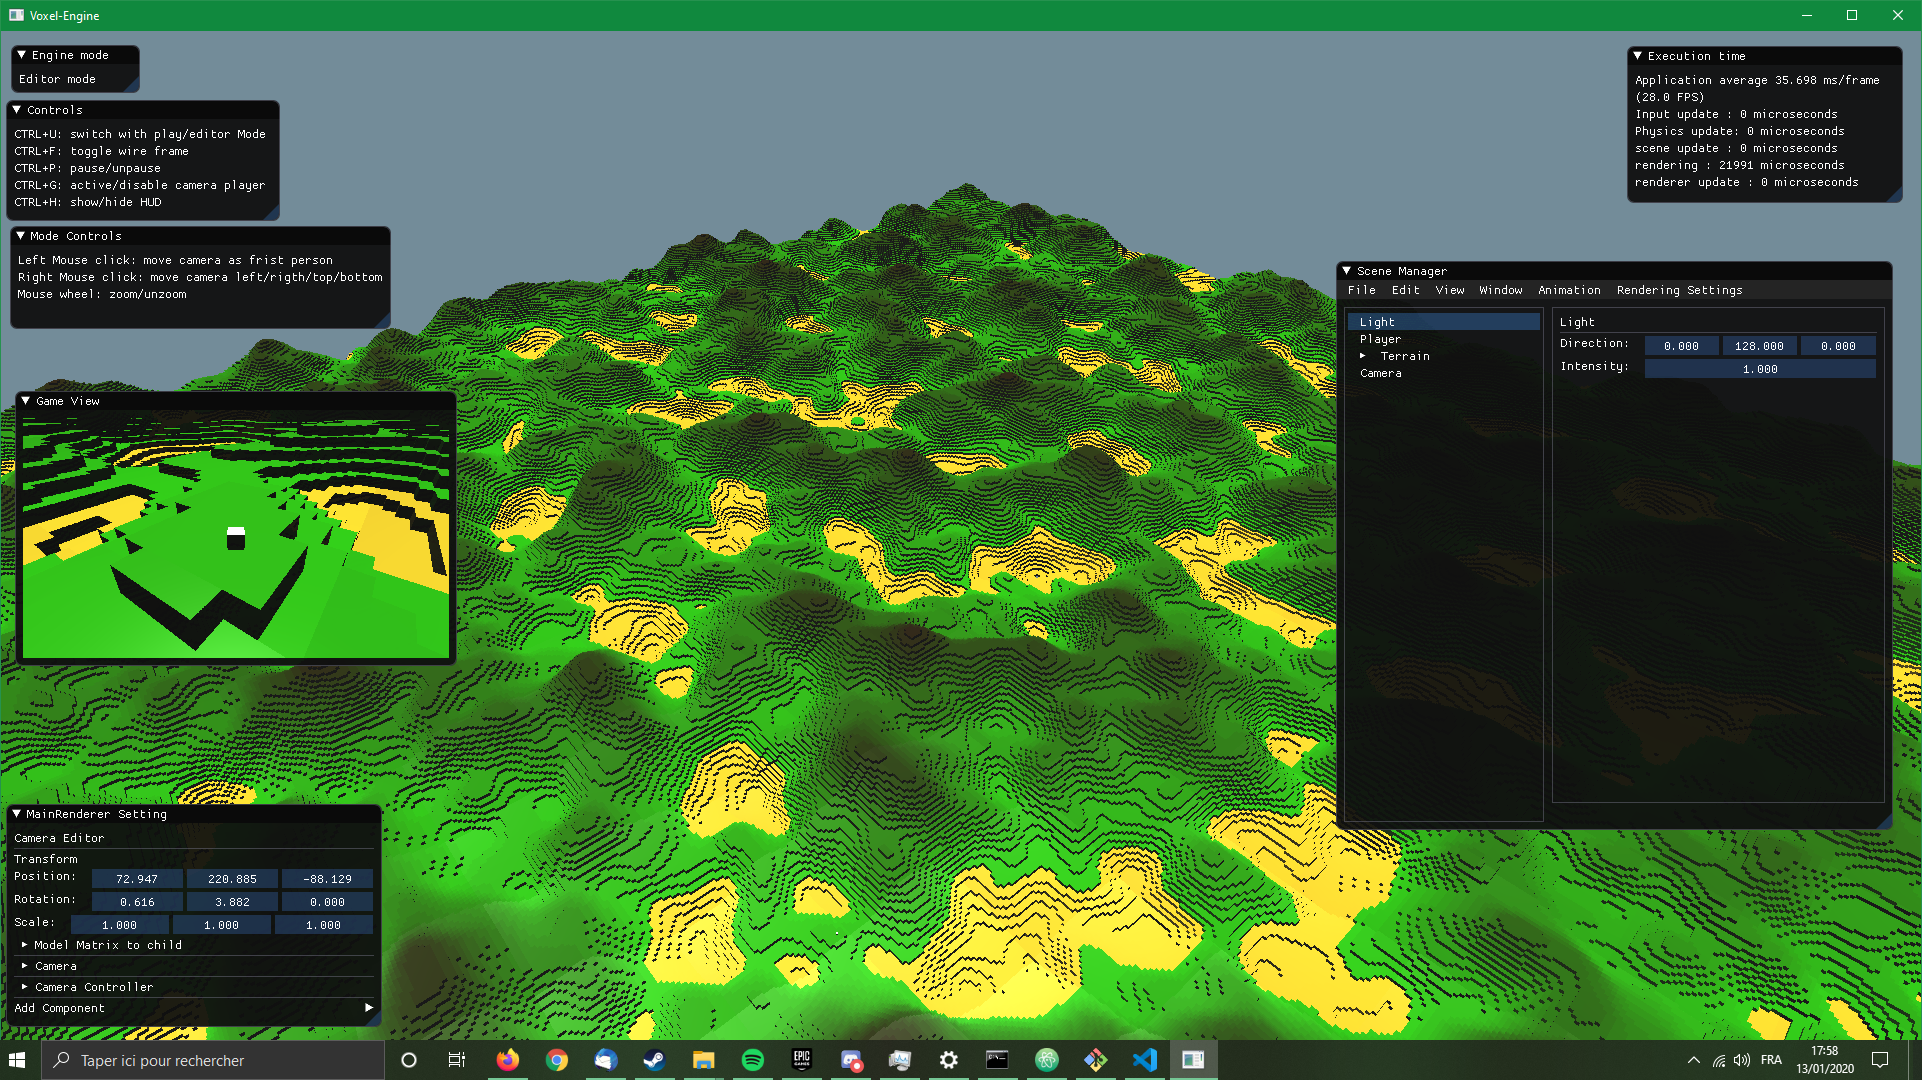 Voxel-Engine
Engine mode
Editor mode
Controls
CTRL+U: switch with play/editor Mode
CTRL+F: toggle wire frame
CTRL+P: pause/unpause
CTRL+G: active/disable camera player
CTRL+H: show/hide HUD
Mode Controls
Left Mouse click: move camera as frist person
Right Mouse click: move camera left/rigth/top/bottom
Mouse wheel: zoom/unzoom
Execution time
Application average 35.698 ms/frame
(28.0 FPS)
Input update : 0 microseconds
Physics update: 0 microseconds
scene update : 0 microseconds
rendering : 21991 microseconds
renderer update : 0 microseconds
Scene Manager
File Edit View Window Animation Rendering Settings
Light
Player
Terrain
Camera
Light
Direction: 0.000 128.000 0.000
Intensity: 1.000
Game View
MainRenderer Setting
Camera Editor
Transform
Position: 72.947 220.885 -88.129
Rotation: 0.616 3.882 0.000
Scale: 1.000 1.000 1.000
Model Matrix to child
Camera
Camera Controller
Add Component
Taper ici pour rechercher
EPIC
GAMES
FRA
17:58
13/01/2020